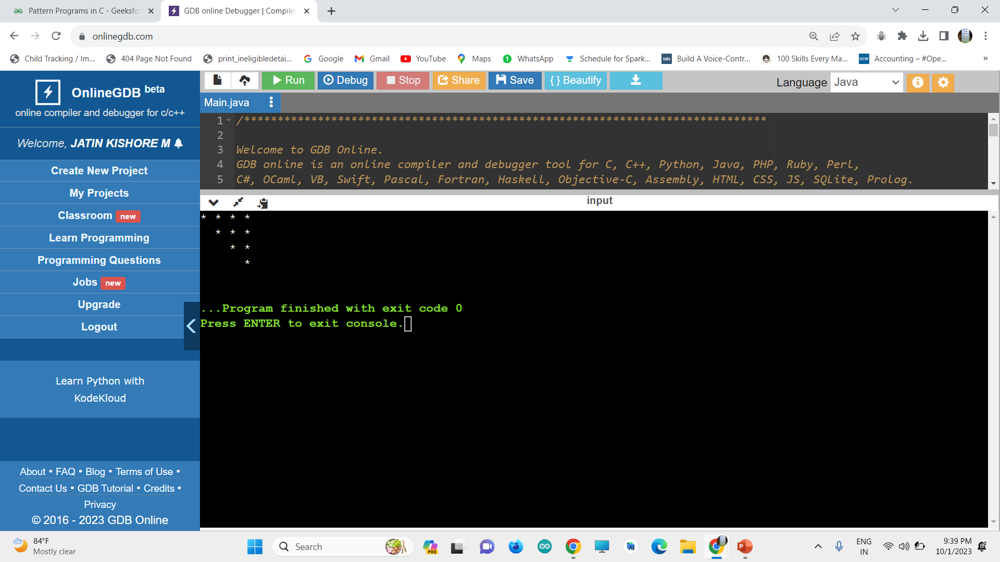 Pattern Programs in C - Geeksfo
GDB online Debugger | Compile
onlinegdb.com
Child Tracking / Im...
404 Page Not Found
print_ineligibledetai...
Google
Gmail
YouTube
Maps
WhatsApp
Schedule for Spark...
tds Build A Voice-Contr...
100 Skills Every Ma...
ocw Accounting – #Ope...
»
OnlineGDB beta
online compiler and debugger for c/c++
Welcome, JATIN KISHORE M
Create New Project
My Projects
Classroom new
Learn Programming
Programming Questions
Jobs new
Upgrade
Logout
Learn Python with
KodeKloud
About • FAQ • Blog • Terms of Use •
Contact Us • GDB Tutorial • Credits •
Privacy
© 2016 - 2023 GDB Online
Run
Debug
Stop
Share
Save
{ } Beautify
Language Java
Main.java
1 /******************************************************************************
2
3 Welcome to GDB Online.
4 GDB online is an online compiler and debugger tool for C, C++, Python, Java, PHP, Ruby, Perl,
5 C#, OCaml, VB, Swift, Pascal, Fortran, Haskell, Objective-C, Assembly, HTML, CSS, JS, SQLite, Prolog.
input
* * * *
  * * *
    * *
      *
...Program finished with exit code 0
Press ENTER to exit console.
84°F
Mostly clear
Search
PRE
ENG
IN
9:39 PM
10/1/2023